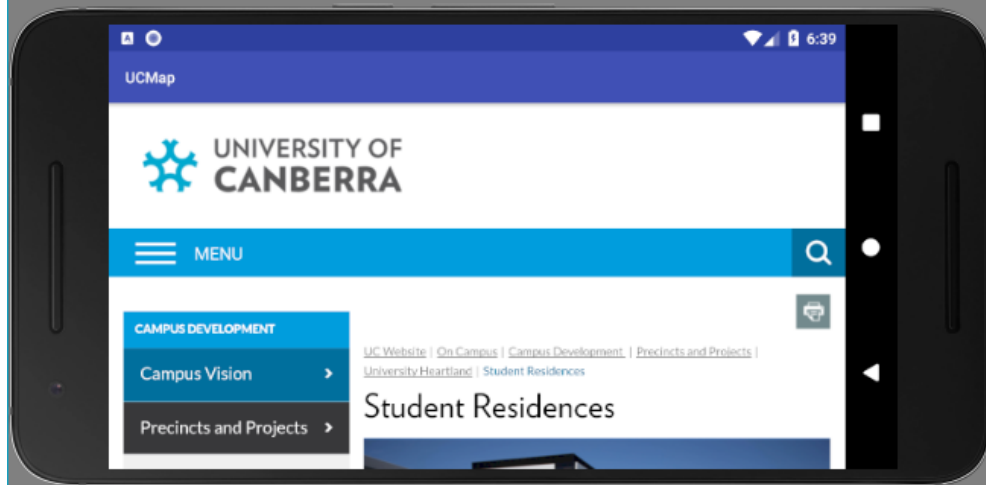 6:39
UCMap
UNIVERSITY OF
CANBERRA
MENU
CAMPUS DEVELOPMENT
Campus Vision
Precincts and Projects
UC Website | On Campus | Campus Development | Precincts and Projects |
University Heartland | Student Residences
Student Residences